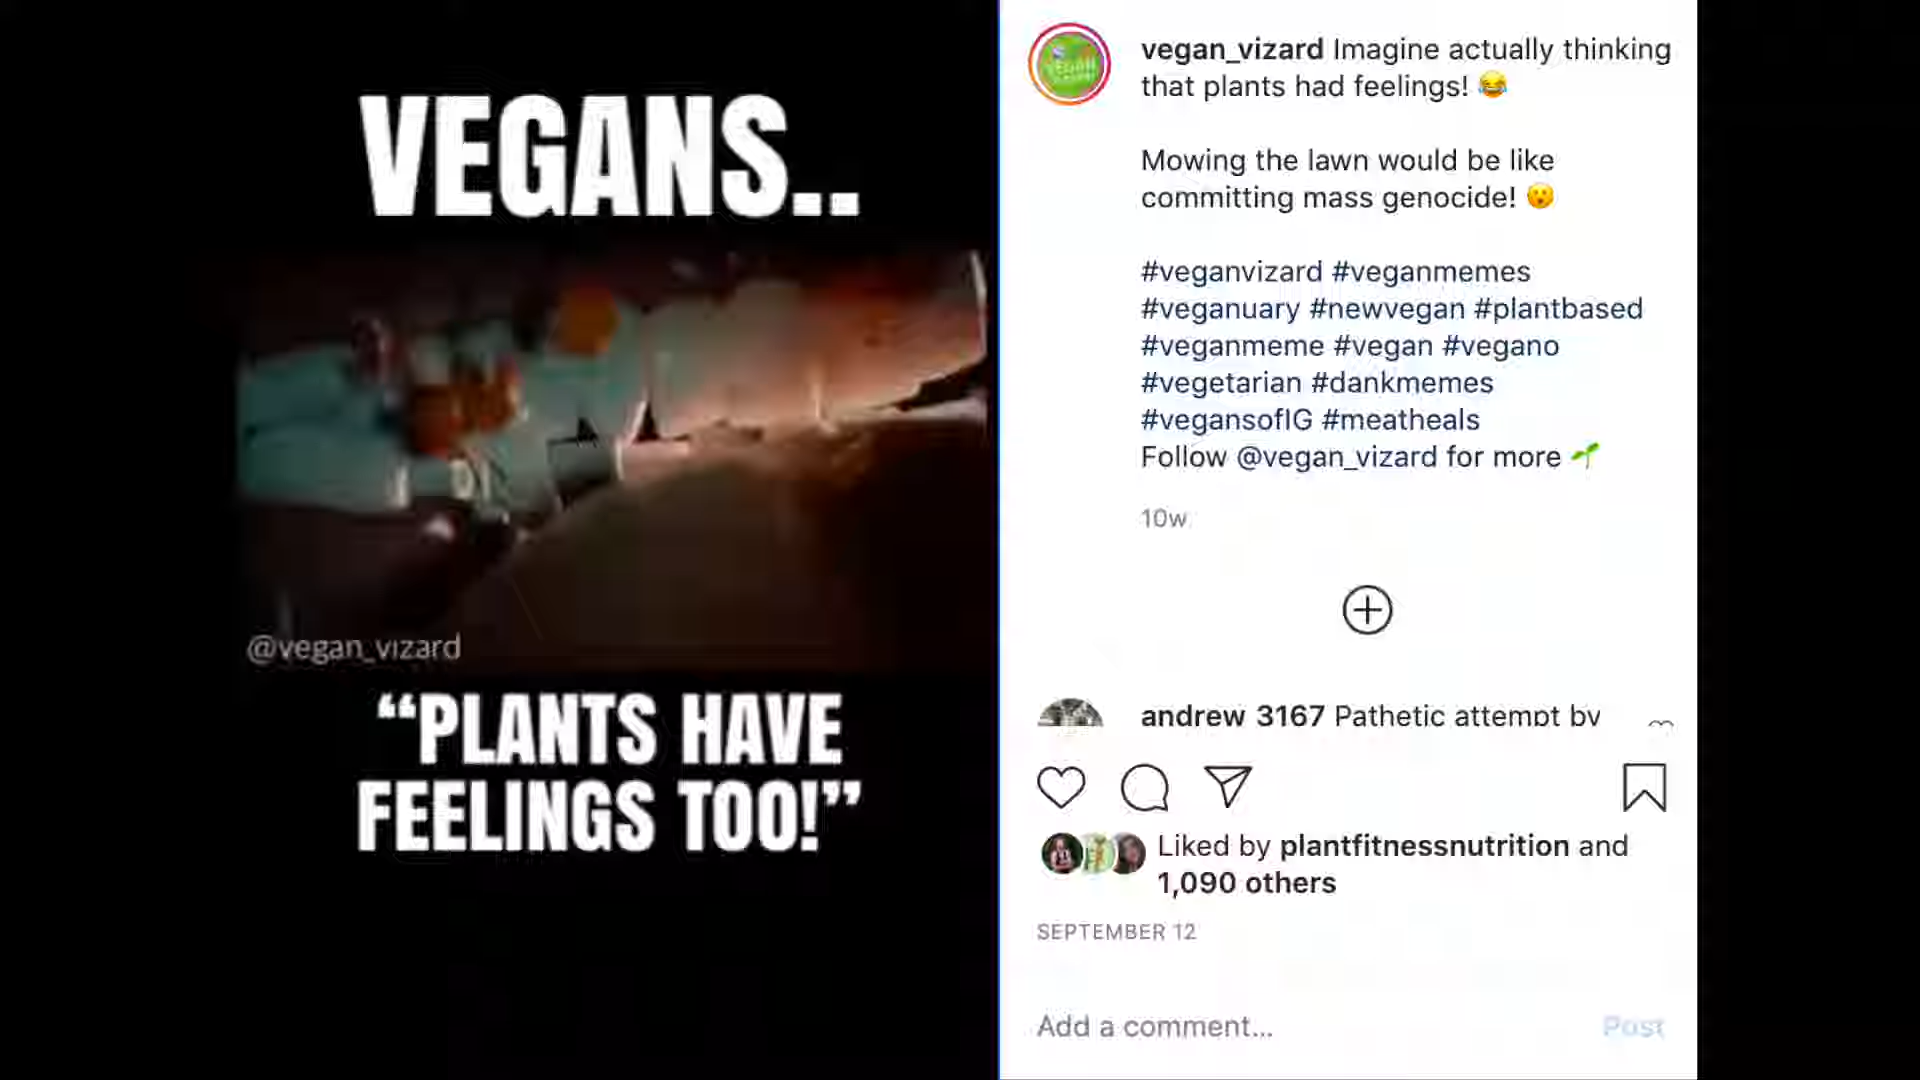 VEGANS..
@vegan_vizard
“PLANTS HAVE
FEELINGS TOO!”
vegan_vizard Imagine actually thinking
that plants had feelings! 😂
Mowing the lawn would be like
committing mass genocide! 😮
#veganvizard #veganmemes
#veganuary #newvegan #plantbased
#veganmeme #vegan #vegano
#vegetarian #dankmemes
#vegansofIG #meatheals
Follow @vegan_vizard for more 🌱
10w
andrew 3167 Pathetic attempt by
Liked by plantfitnessnutrition and
1,090 others
SEPTEMBER 12
Add a comment...
Post